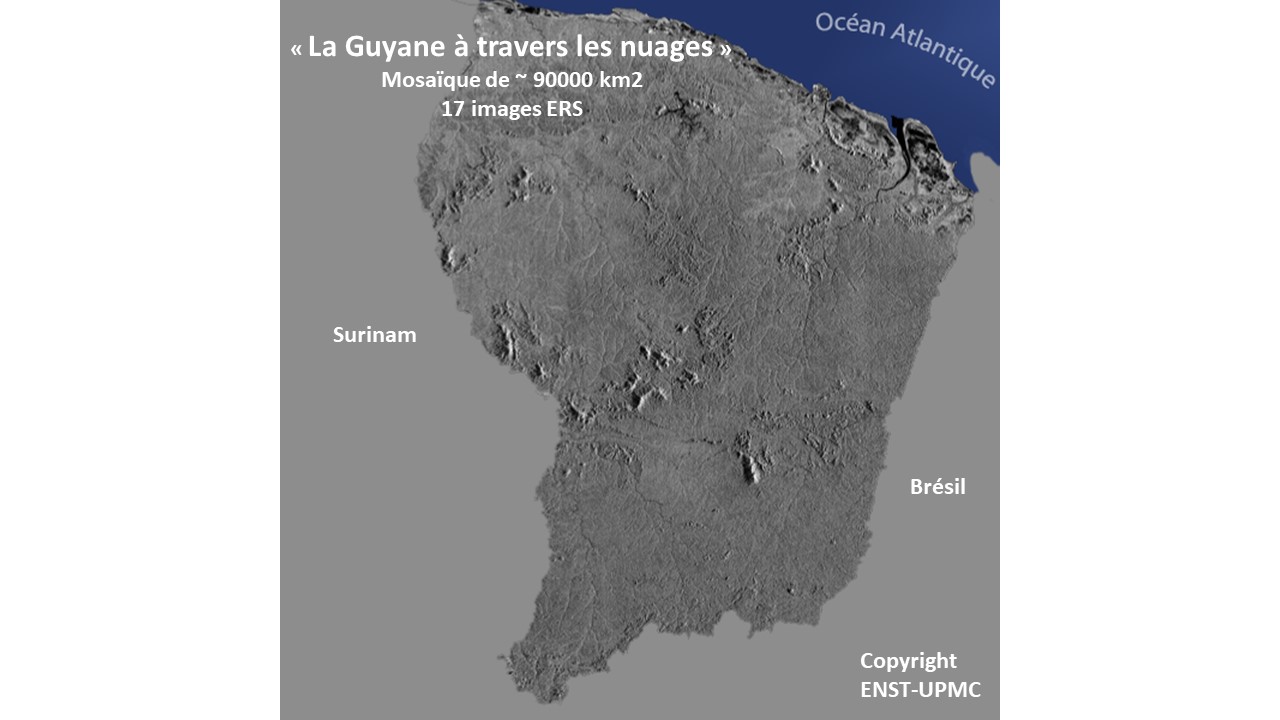 « La Guyane à travers les nuages »
Mosaïque de ~ 90000 km2
17 images ERS
Océan Atlantique
Surinam
Brésil
Copyright
ENST-UPMC